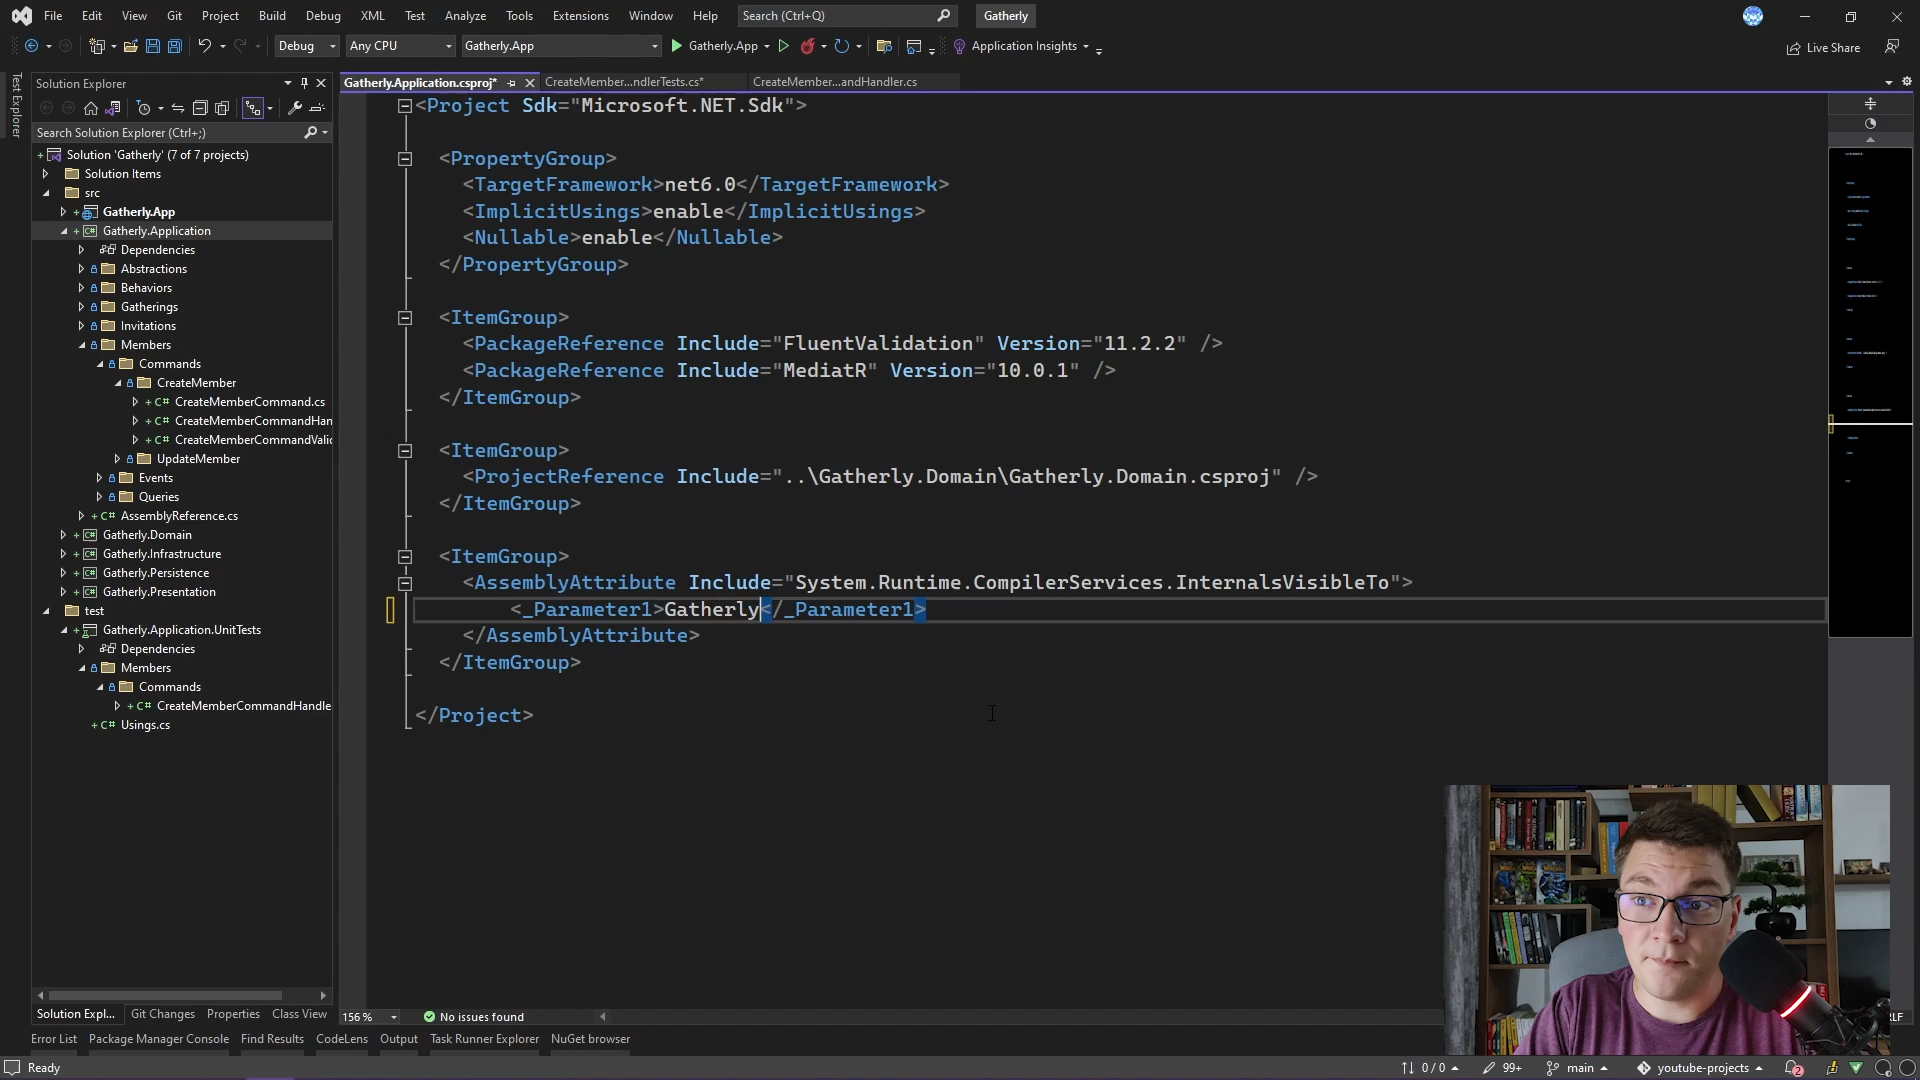 File Edit View Git Project Build Debug XML Test Analyze Tools Extensions Window Help Search (Ctrl+Q) Gatherly
Debug Any CPU Gatherly.App Gatherly.App Application Insights Live Share
Test Explorer
Solution Explorer
Search Solution Explorer (Ctrl+;)
Solution 'Gatherly' (7 of 7 projects)
Solution Items
src
Gatherly.App
Gatherly.Application
Dependencies
Abstractions
Behaviors
Gatherings
Invitations
Members
Commands
CreateMember
CreateMemberCommand.cs
CreateMemberCommandHan
CreateMemberCommandValid
UpdateMember
Events
Queries
AssemblyReference.cs
Gatherly.Domain
Gatherly.Infrastructure
Gatherly.Persistence
Gatherly.Presentation
test
Gatherly.Application.UnitTests
Dependencies
Members
Commands
CreateMemberCommandHandle
Usings.cs
Solution Expl... Git Changes Properties Class View
Gatherly.Application.csproj* CreateMember...ndlerTests.cs* CreateMember...andHandler.cs
<Project Sdk="Microsoft.NET.Sdk">
<PropertyGroup>
<TargetFramework>net6.0</TargetFramework>
<ImplicitUsings>enable</ImplicitUsings>
<Nullable>enable</Nullable>
</PropertyGroup>
<ItemGroup>
<PackageReference Include="FluentValidation" Version="11.2.2" />
<PackageReference Include="MediatR" Version="10.0.1" />
</ItemGroup>
<ItemGroup>
<ProjectReference Include="..\Gatherly.Domain\Gatherly.Domain.csproj" />
</ItemGroup>
<ItemGroup>
<AssemblyAttribute Include="System.Runtime.CompilerServices.InternalsVisibleTo">
<_Parameter1>Gatherly</_Parameter1>
</AssemblyAttribute>
</ItemGroup>
</Project>
156 % No issues found
Error List Package Manager Console Find Results CodeLens Output Task Runner Explorer NuGet browser
Ready 0 / 0 99+ main youtube-projects 2